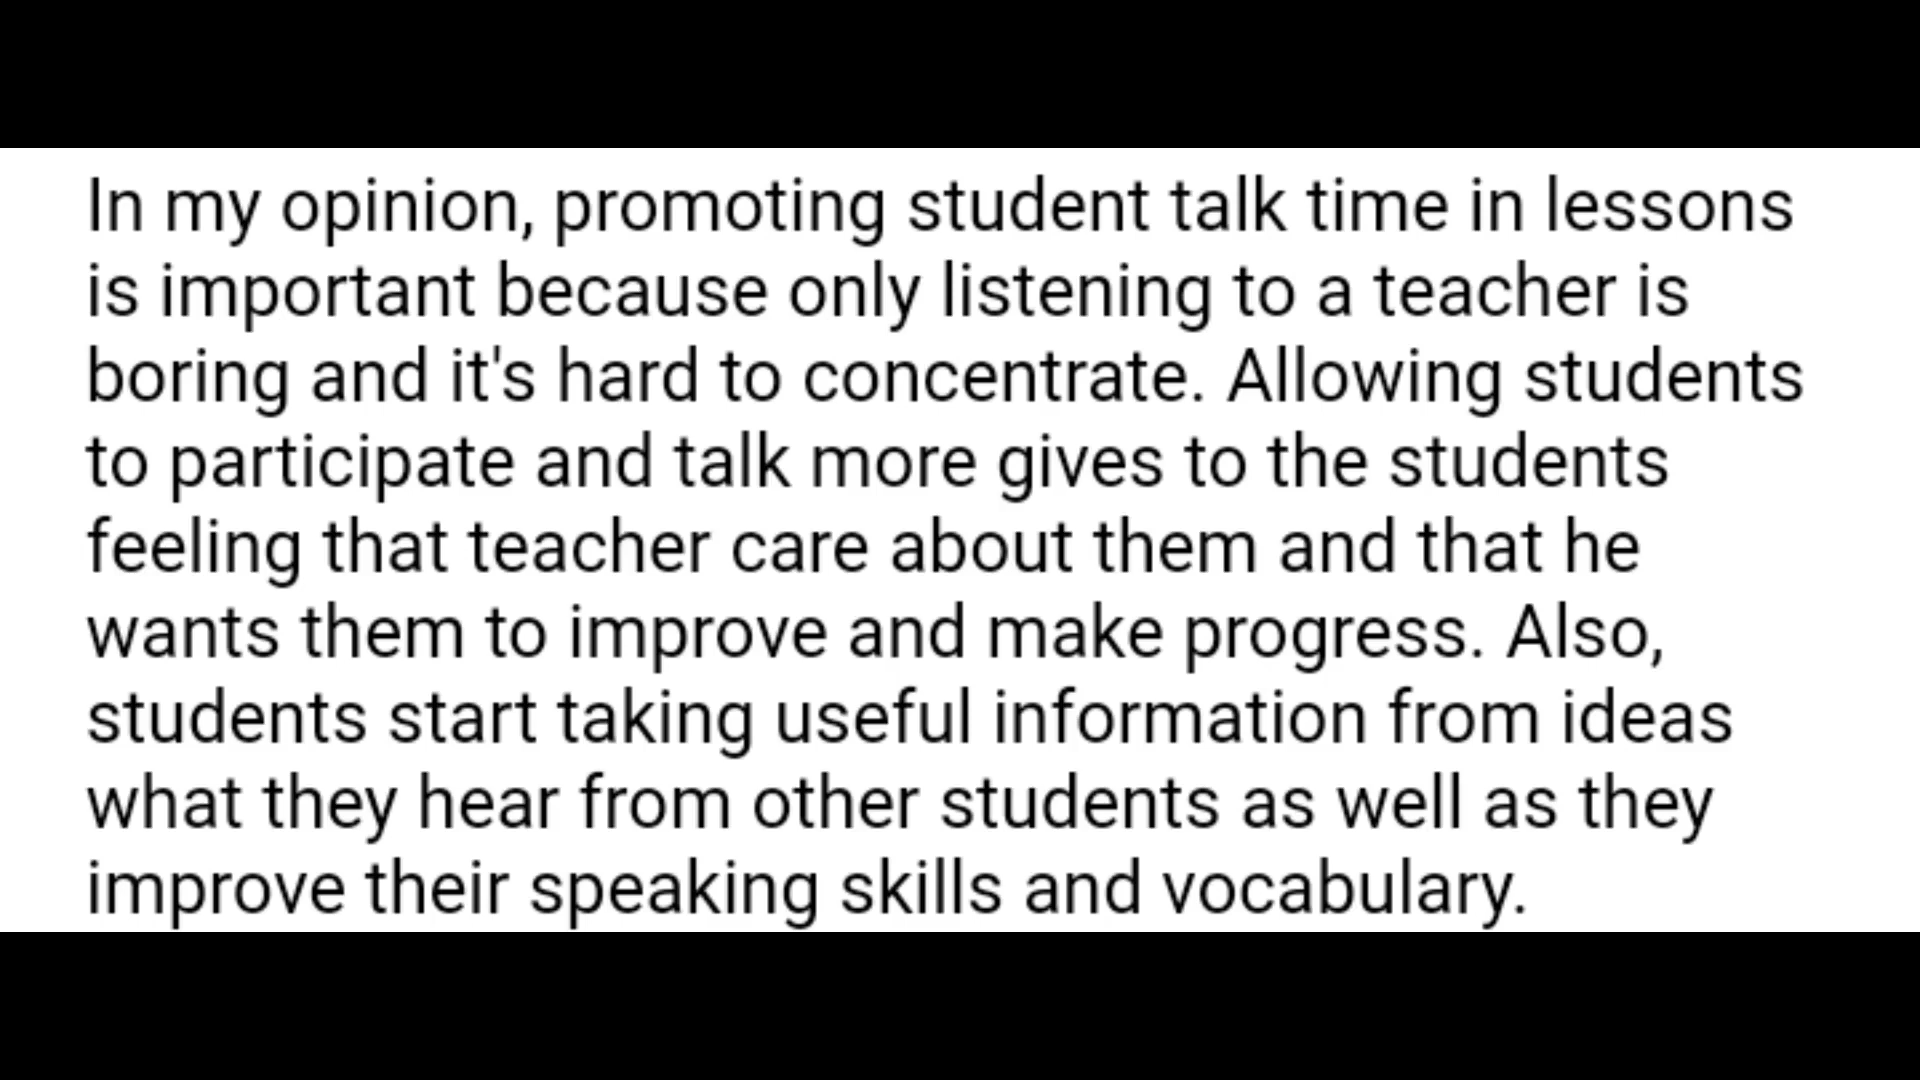 In my opinion, promoting student talk time in lessons
is important because only listening to a teacher is
boring and it's hard to concentrate. Allowing students
to participate and talk more gives to the students
feeling that teacher care about them and that he
wants them to improve and make progress. Also,
students start taking useful information from ideas
what they hear from other students as well as they
improve their speaking skills and vocabulary.